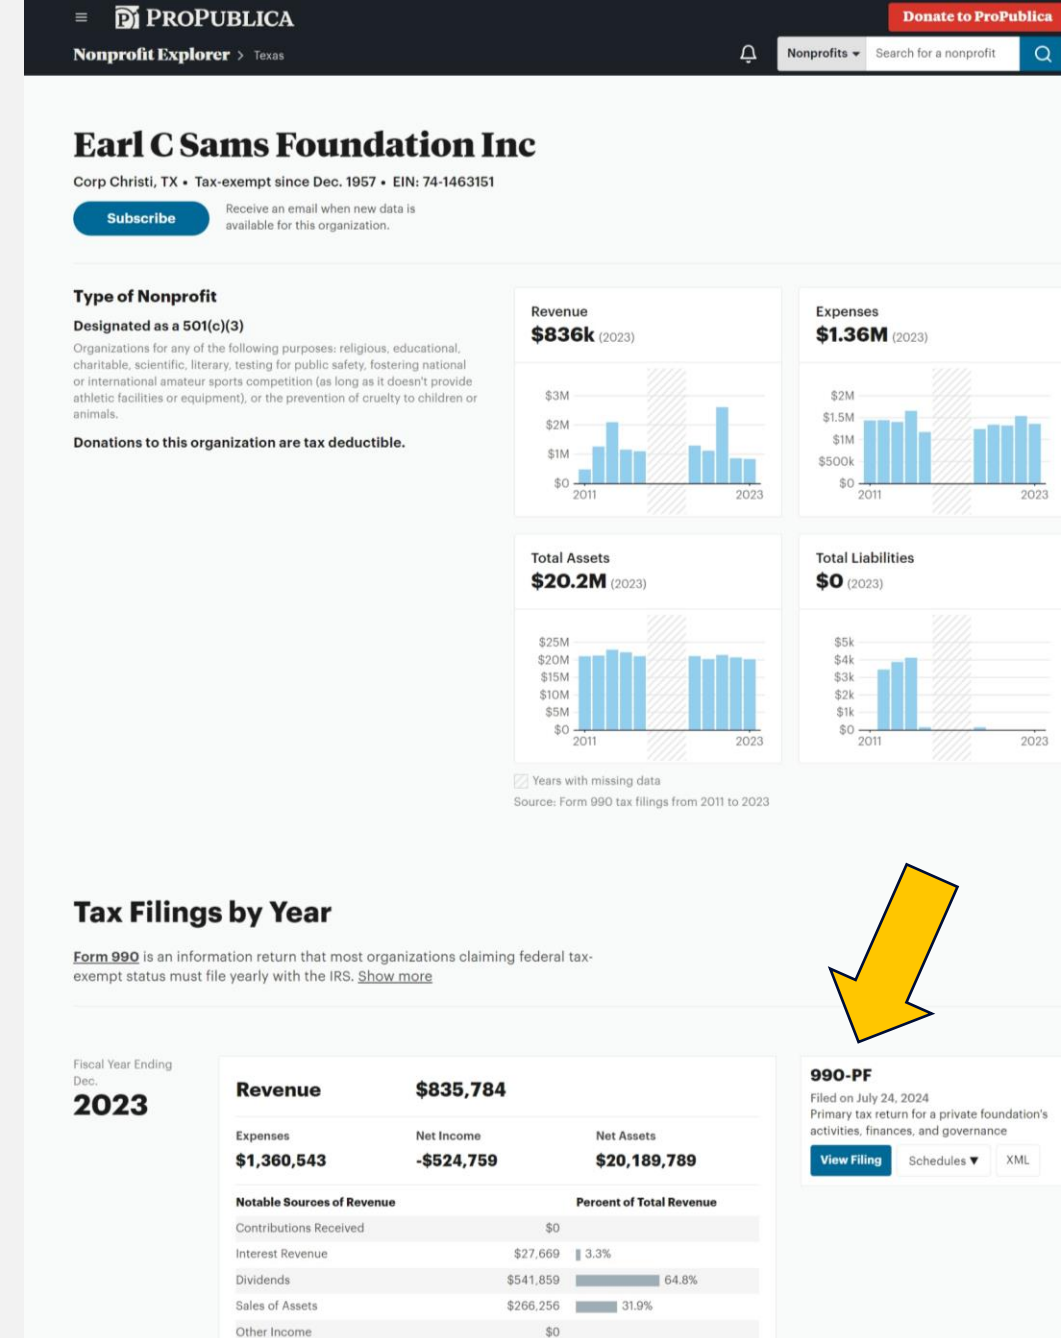 PROPUBLICA
Donate to ProPublica
Nonprofit Explorer > Texas
Nonprofits
Search for a nonprofit
Earl C Sams Foundation Inc
Corp Christi, TX • Tax-exempt since Dec. 1957 • EIN: 74-1463151
Subscribe
Receive an email when new data is
available for this organization.
Type of Nonprofit
Designated as a 501(c)(3)
Organizations for any of the following purposes: religious, educational,
charitable, scientific, literary, testing for public safety, fostering national
or international amateur sports competition (as long as it doesn't provide
athletic facilities or equipment), or the prevention of cruelty to children or
animals.
Donations to this organization are tax deductible.
Revenue
$836k (2023)
$3M
$2M
$1M
$0
2011 2023
Expenses
$1.36M (2023)
$2M
$1.5M
$1M
$500k
$0
2011 2023
Total Assets
$20.2M (2023)
$25M
$20M
$15M
$10M
$5M
$0
2011 2023
Total Liabilities
$0 (2023)
$5k
$4k
$3k
$2k
$1k
$0
2011 2023
Years with missing data
Source: Form 990 tax filings from 2011 to 2023
Tax Filings by Year
Form 990 is an information return that most organizations claiming federal tax-
exempt status must file yearly with the IRS. Show more
Fiscal Year Ending
Dec.
2023
Revenue $835,784
Expenses Net Income Net Assets
$1,360,543 -$524,759 $20,189,789
Notable Sources of Revenue Percent of Total Revenue
Contributions Received $0
Interest Revenue $27,669 3.3%
Dividends $541,859 64.8%
Sales of Assets $266,256 31.9%
Other Income $0
990-PF
Filed on July 24, 2024
Primary tax return for a private foundation's
activities, finances, and governance
View Filing Schedules ▼ XML